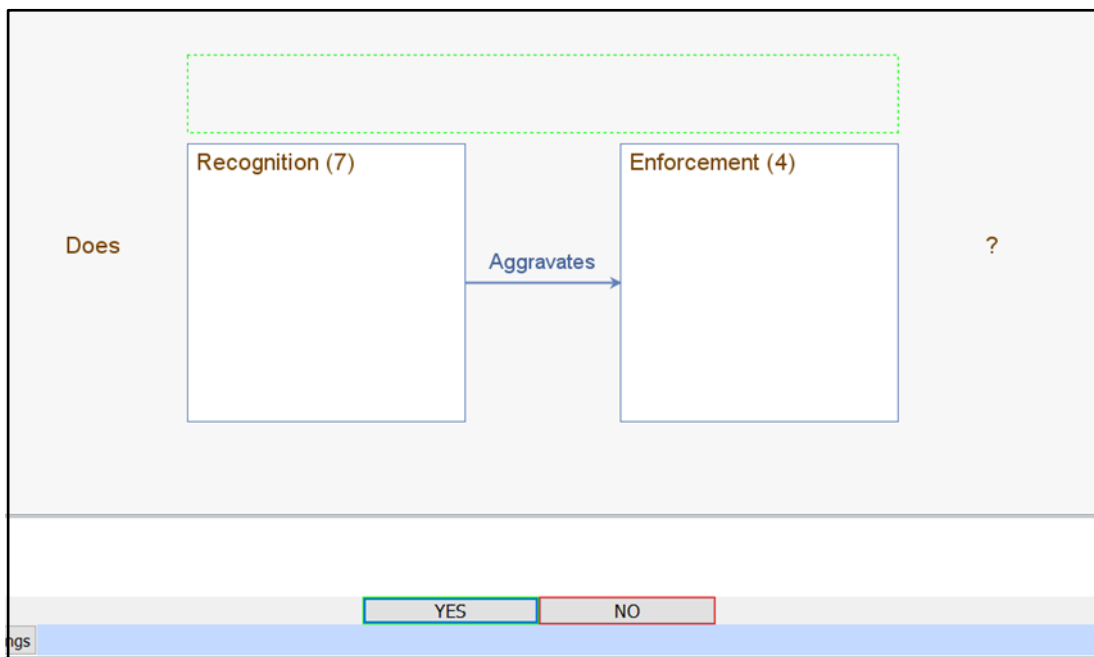 Recognition (7)
Enforcement (4)
Does
Aggravates
?
YES
NO
ngs